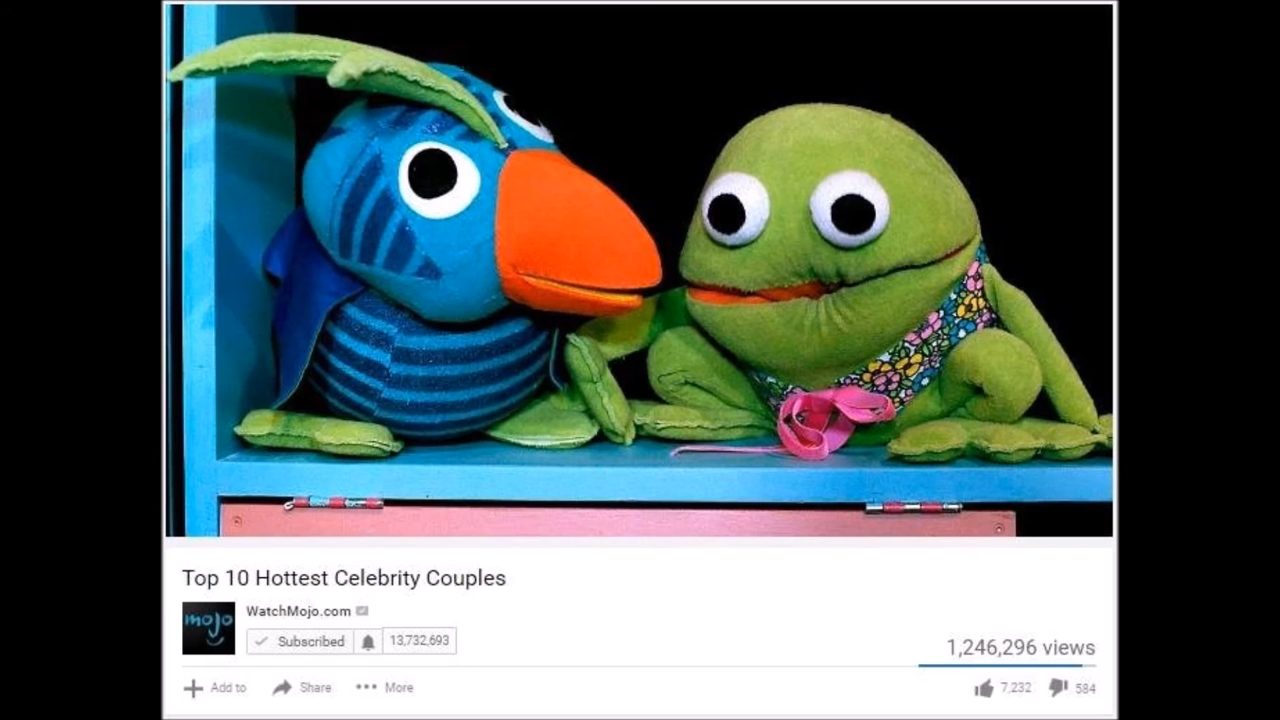 Top 10 Hottest Celebrity Couples
mojo
WatchMojo.com
Subscribed 13,732,693
1,246,296 views
Add to Share More
7,232 584